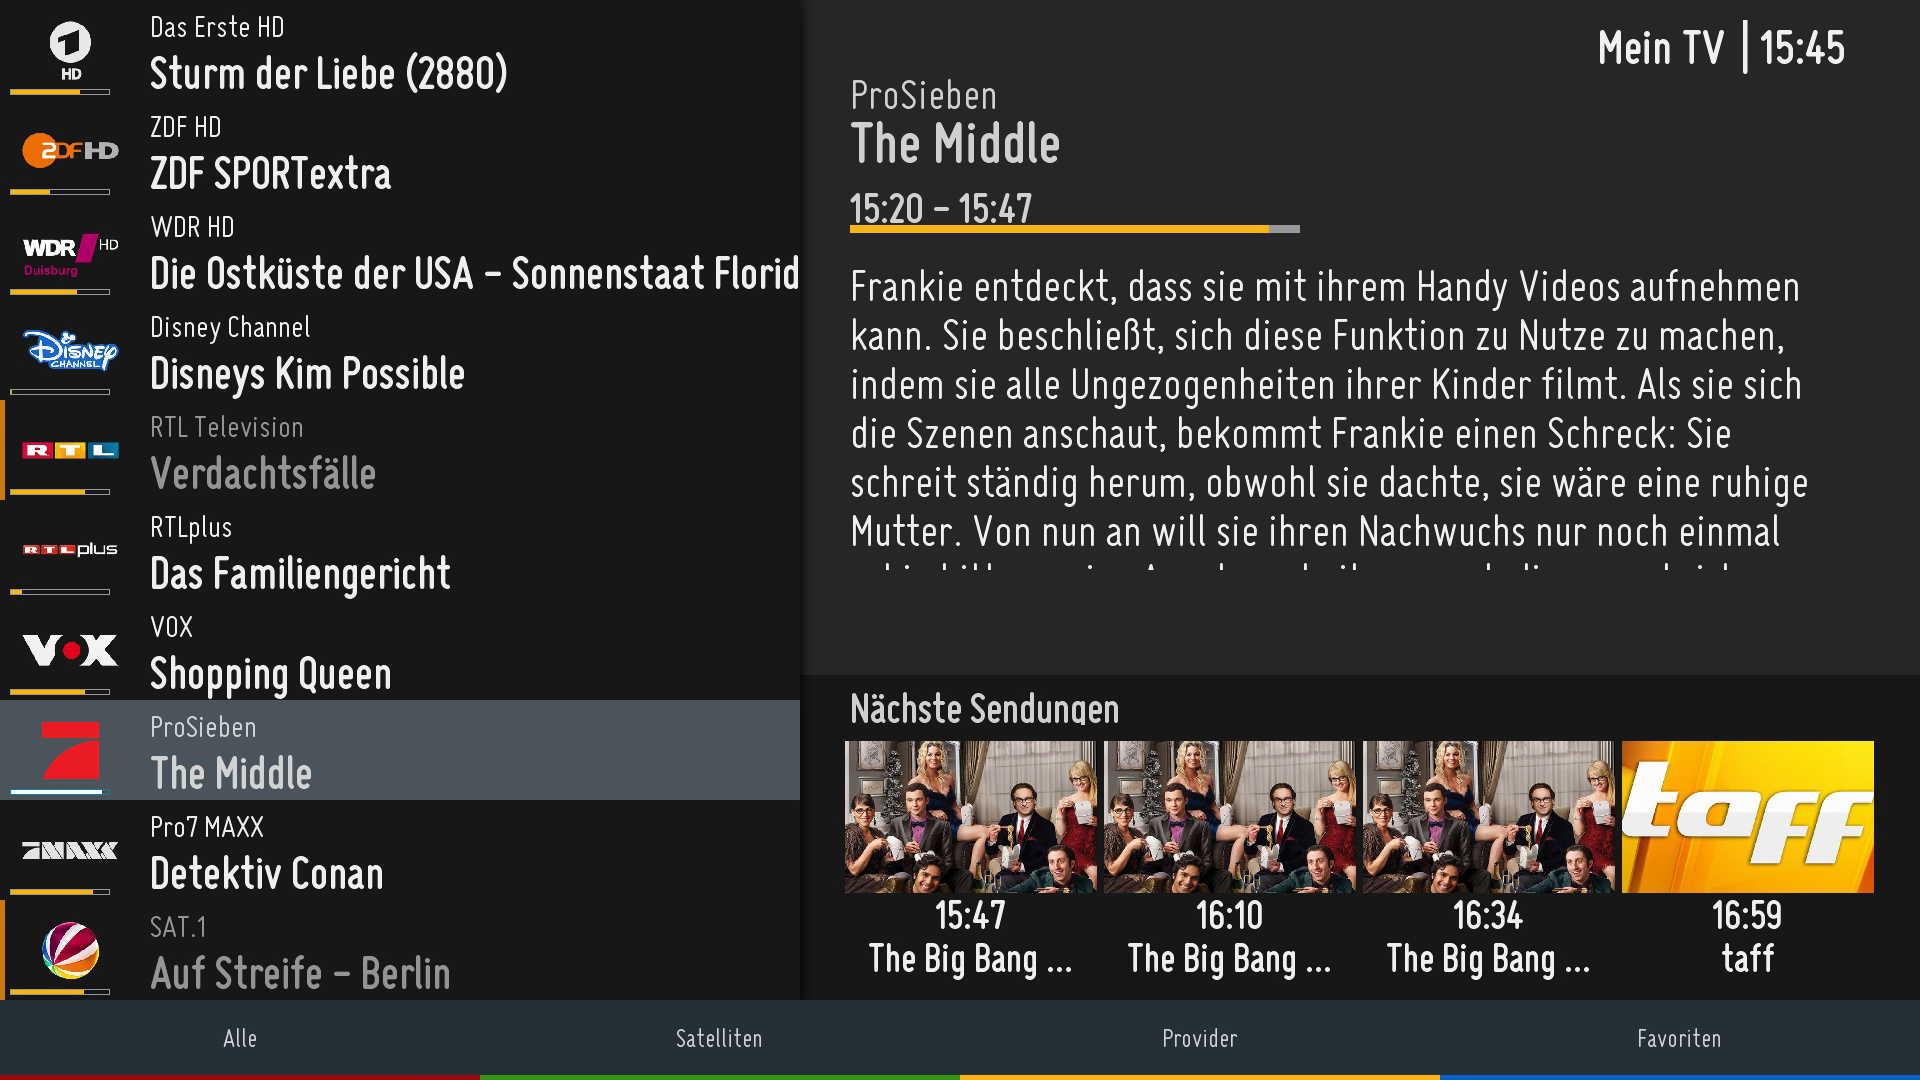 Das Erste HD
HD
Sturm der Liebe (2880)
ZDF HD
2DFHD
ZDF SPORTextra
WDR HD
WDR HD
Duisburg
Die Ostküste der USA – Sonnenstaat Florid
Disney Channel
Disney
CHANNEL
Disneys Kim Possible
RTL Television
RTL
Verdachtsfälle
RTLplus
RTLplus
Das Familiengericht
VOX
VOX
Shopping Queen
ProSieben
The Middle
Pro7 MAXX
MAXX
Detektiv Conan
SAT.1
Auf Streife – Berlin
Mein TV | 15:45
ProSieben
The Middle
15:20 – 15:47
Frankie entdeckt, dass sie mit ihrem Handy Videos aufnehmen
kann. Sie beschließt, sich diese Funktion zu Nutze zu machen,
indem sie alle Ungezogenheiten ihrer Kinder filmt. Als sie sich
die Szenen anschaut, bekommt Frankie einen Schreck: Sie
schreit ständig herum, obwohl sie dachte, sie wäre eine ruhige
Mutter. Von nun an will sie ihren Nachwuchs nur noch einmal
Nächste Sendungen
taff
15:47 16:10 16:34 16:59
The Big Bang ... The Big Bang ... The Big Bang ... taff
Alle Satelliten Provider Favoriten